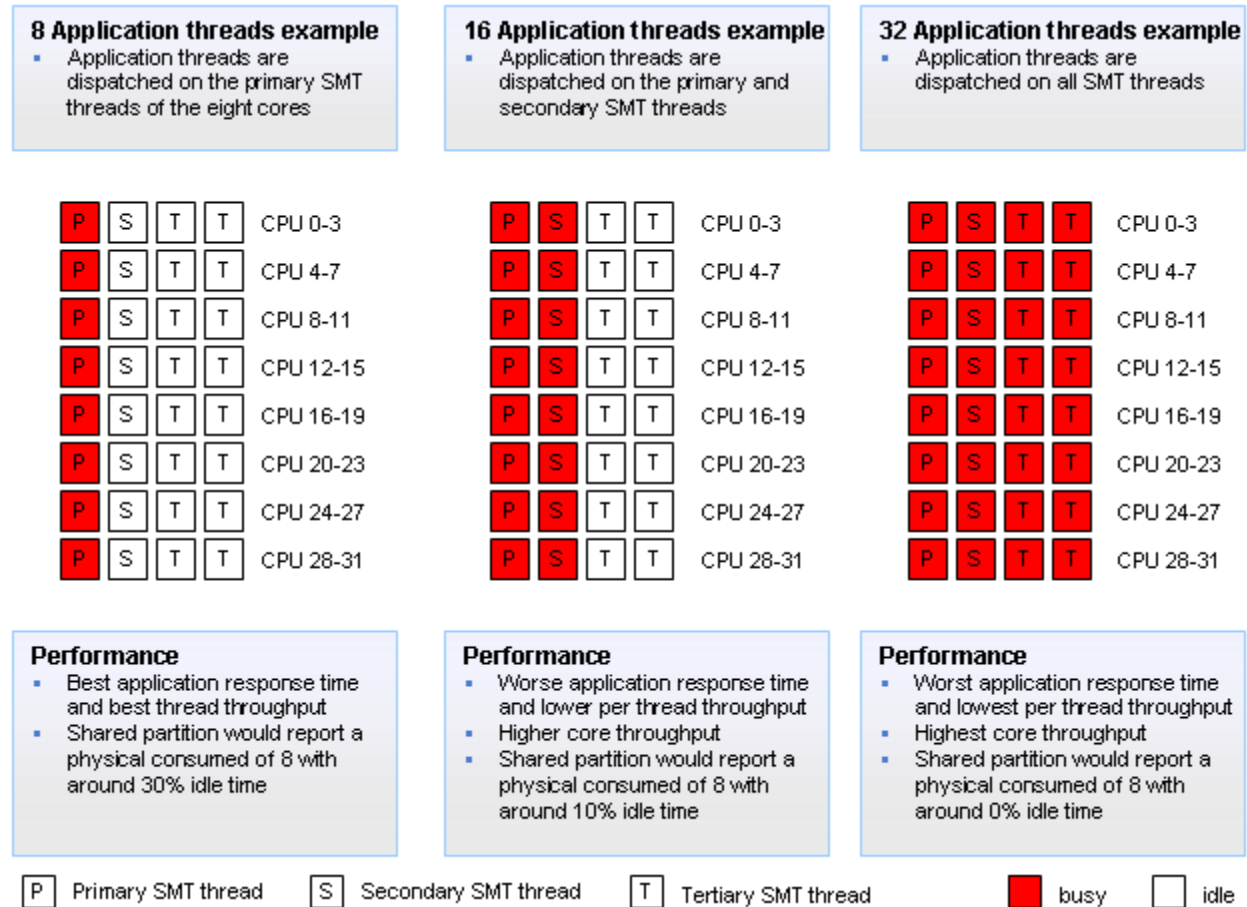 8 Application threads example
▪ Application threads are
dispatched on the primary SMT
threads of the eight cores
16 Application threads example
▪ Application threads are
dispatched on the primary and
secondary SMT threads
32 Application threads example
▪ Application threads are
dispatched on all SMT threads
P S T T CPU 0-3
P S T T CPU 4-7
P S T T CPU 8-11
P S T T CPU 12-15
P S T T CPU 16-19
P S T T CPU 20-23
P S T T CPU 24-27
P S T T CPU 28-31
P S T T CPU 0-3
P S T T CPU 4-7
P S T T CPU 8-11
P S T T CPU 12-15
P S T T CPU 16-19
P S T T CPU 20-23
P S T T CPU 24-27
P S T T CPU 28-31
P S T T CPU 0-3
P S T T CPU 4-7
P S T T CPU 8-11
P S T T CPU 12-15
P S T T CPU 16-19
P S T T CPU 20-23
P S T T CPU 24-27
P S T T CPU 28-31
Performance
▪ Best application response time
and best thread throughput
▪ Shared partition would report a
physical consumed of 8 with
around 30% idle time
Performance
▪ Worse application response time
and lower per thread throughput
▪ Higher core throughput
▪ Shared partition would report a
physical consumed of 8 with
around 10% idle time
Performance
▪ Worst application response time
and lowest per thread throughput
▪ Highest core throughput
▪ Shared partition would report a
physical consumed of 8 with
around 0% idle time
P Primary SMT thread S Secondary SMT thread T Tertiary SMT thread busy idle